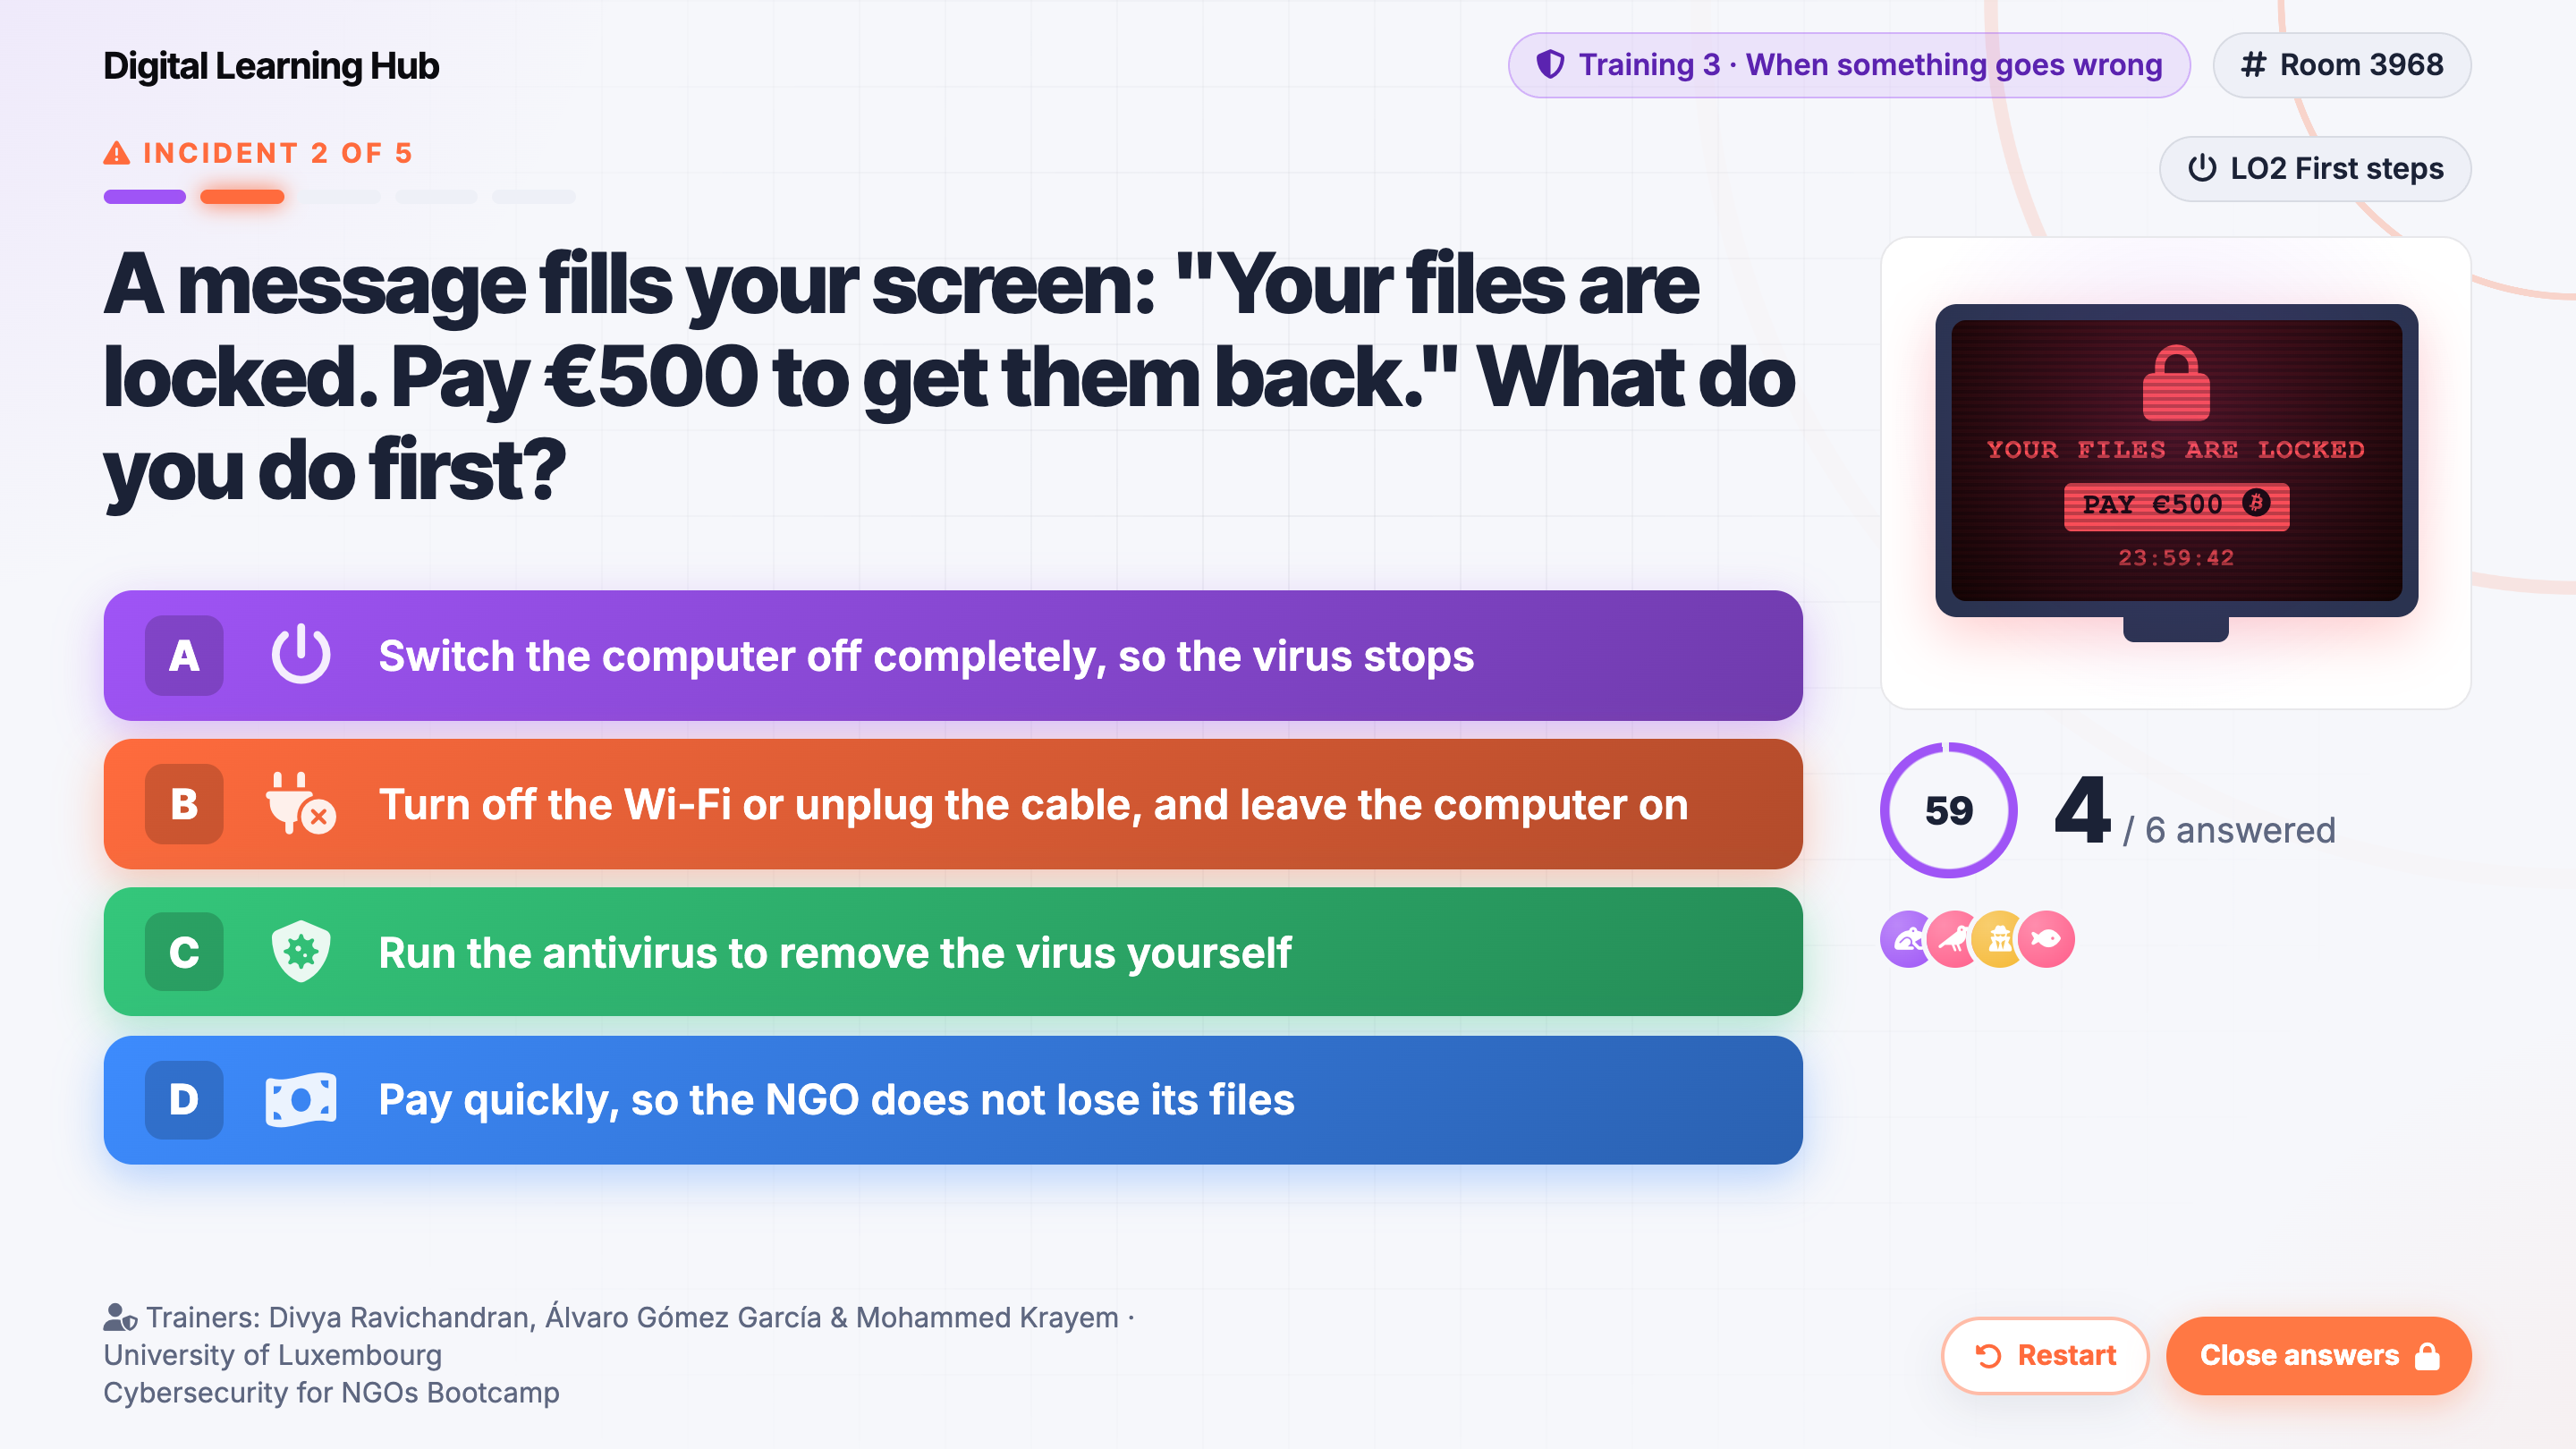 Digital Learning Hub
Training 3 · When something goes wrong
# Room 3968
INCIDENT 2 OF 5
LO2 First steps
A message fills your screen: "Your files are
locked. Pay €500 to get them back." What do
you do first?
YOUR FILES ARE LOCKED
PAY €500
23:59:42
A Switch the computer off completely, so the virus stops
B Turn off the Wi-Fi or unplug the cable, and leave the computer on
C Run the antivirus to remove the virus yourself
D Pay quickly, so the NGO does not lose its files
59
4 / 6 answered
Trainers: Divya Ravichandran, Álvaro Gómez García & Mohammed Krayem ·
University of Luxembourg
Cybersecurity for NGOs Bootcamp
Restart
Close answers